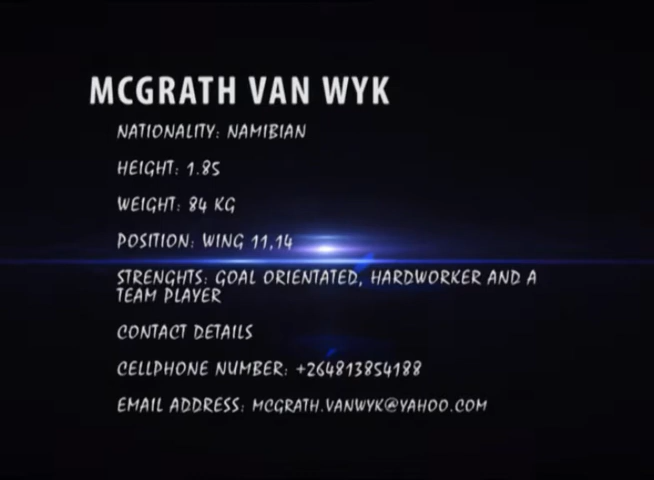 MCGRATH VAN WYK
NATIONALITY: NAMIBIAN
HEIGHT: 1.85
WEIGHT: 84 KG
POSITION: WING 11,14
STRENGHTS: GOAL ORIENTATED, HARDWORKER AND A
TEAM PLAYER
CONTACT DETAILS
CELLPHONE NUMBER: +264813854188
EMAIL ADDRESS: MCGRATH.VANWYK@YAHOO.COM